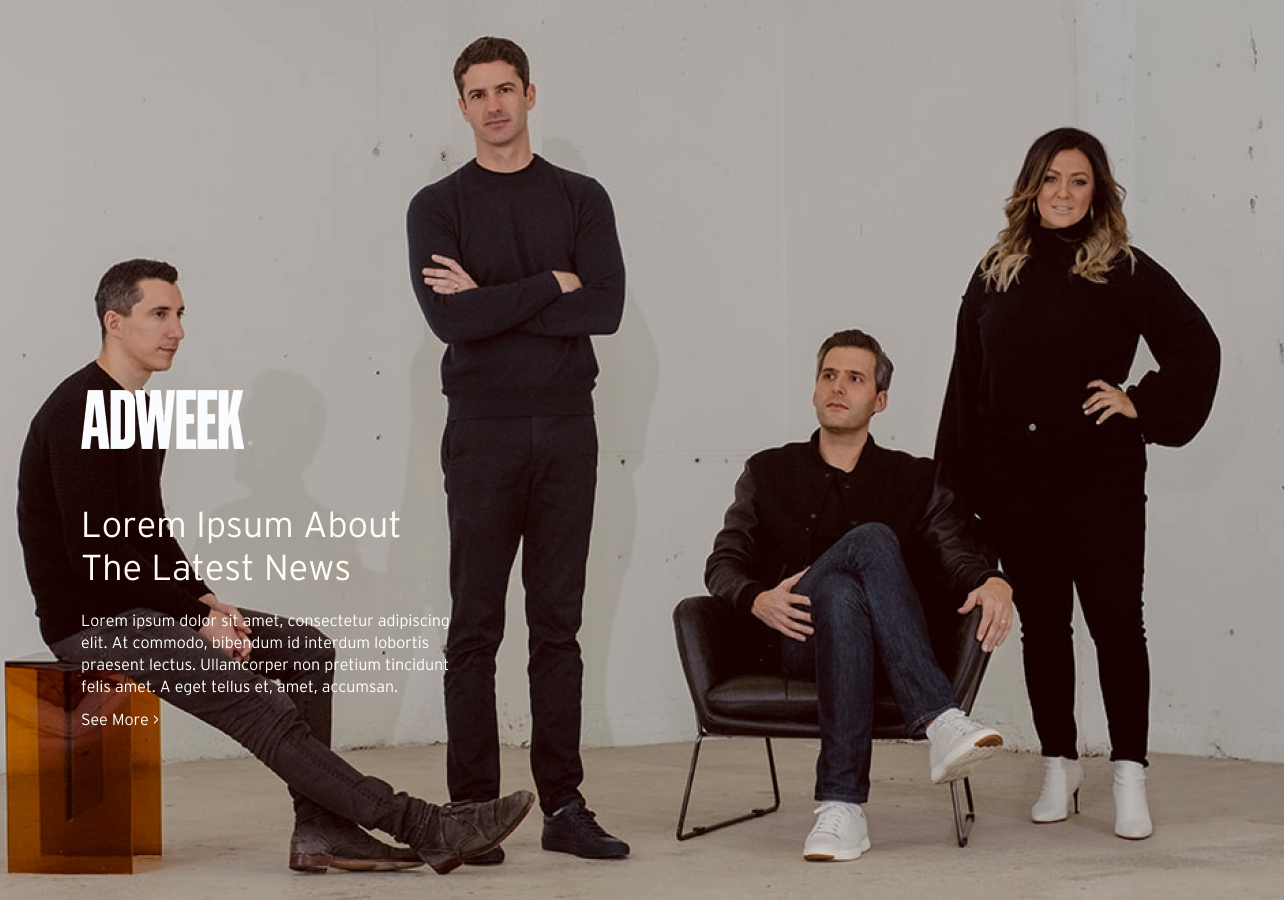 ADWEEK
Lorem Ipsum About
The Latest News
Lorem ipsum dolor sit amet, consectetur adipiscing
elit. At commodo, bibendum id interdum lobortis
praesent lectus. Ullamcorper non pretium tincidunt
felis amet. A eget tellus et, amet, accumsan.
See More >